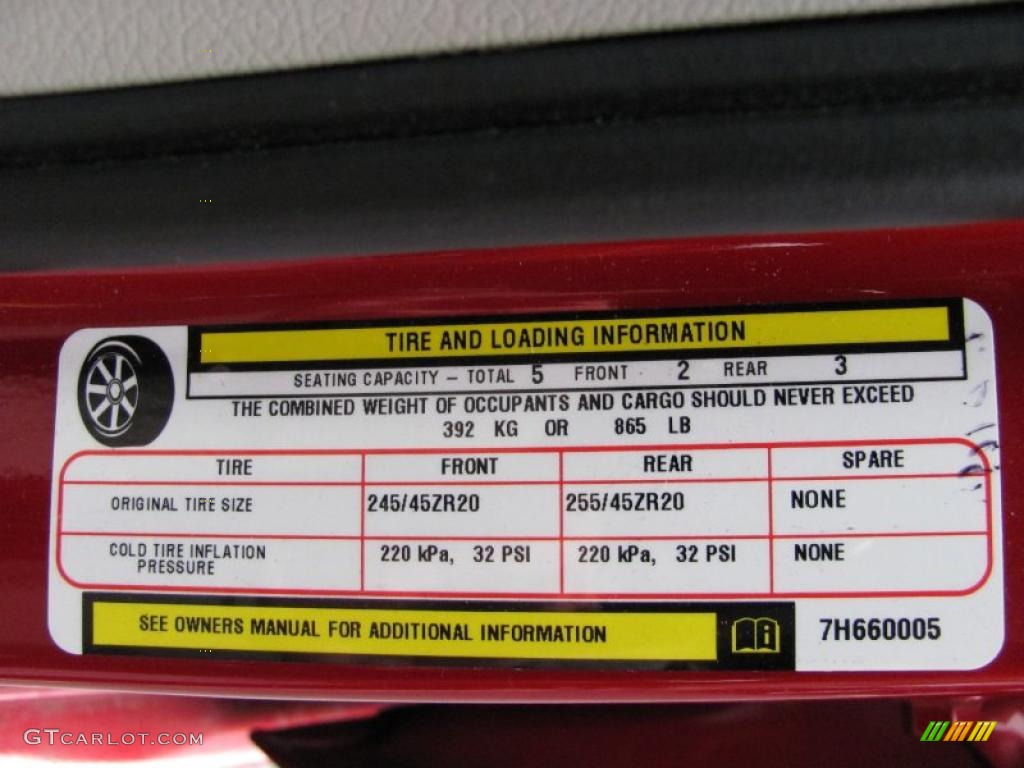 TIRE AND LOADING INFORMATION
SEATING CAPACITY – TOTAL 5 FRONT 2 REAR 3
THE COMBINED WEIGHT OF OCCUPANTS AND CARGO SHOULD NEVER EXCEED
392 KG OR 865 LB
TIRE FRONT REAR SPARE
ORIGINAL TIRE SIZE 245/45ZR20 255/45ZR20 NONE
COLD TIRE INFLATION PRESSURE 220 kPa, 32 PSI 220 kPa, 32 PSI NONE
SEE OWNERS MANUAL FOR ADDITIONAL INFORMATION 7H660005
GTCARLOT.COM